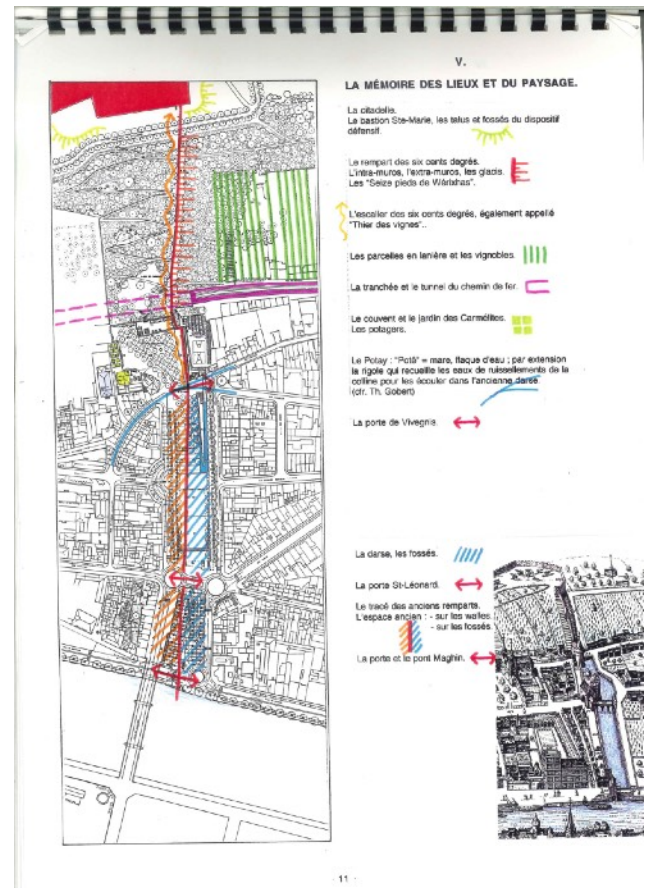 V.
LA MÉMOIRE DES LIEUX ET DU PAYSAGE.
La citadelle.
Le bastion Ste-Marie, les talus et fossés du dispositif
défensif.
Le rempart des six cents degrés.
L'intra-muros, l'extra-muros, les glacis.
Les "Seize pieds de Wérixhas".
L'escalier des six cents degrés, également appelé
"Thier des vignes"..
Les parcelles en lanière et les vignobles.
La tranchée et le tunnel du chemin de fer.
Le couvent et le jardin des Carmélites.
Les potagers.
Le Potay : "Potâ" = mare, flaque d'eau ; par extension
la rigole qui recueille les eaux de ruissellements de la
colline pour les écouler dans l'ancienne darse.
(cfr. Th. Gobert)
La porte de Vivegnis.
La darse, les fossés.
La porte St-Léonard.
Le tracé des anciens remparts.
L'espace ancien : - sur les walles.
- sur les fossés
La porte et le pont Maghin.
11